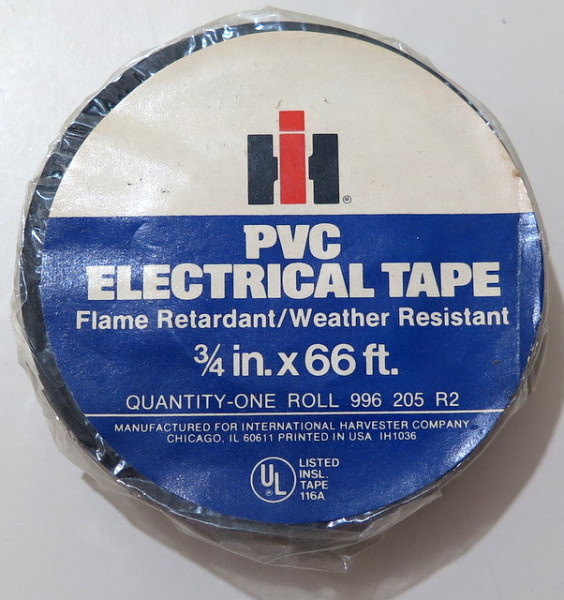 IH®
PVC
ELECTRICAL TAPE
Flame Retardant/Weather Resistant
3/4 in. x 66 ft.
QUANTITY-ONE ROLL 996 205 R2
MANUFACTURED FOR INTERNATIONAL HARVESTER COMPANY
CHICAGO, IL 60611 PRINTED IN USA IH1036
UL®
LISTED
INSL.
TAPE
116A